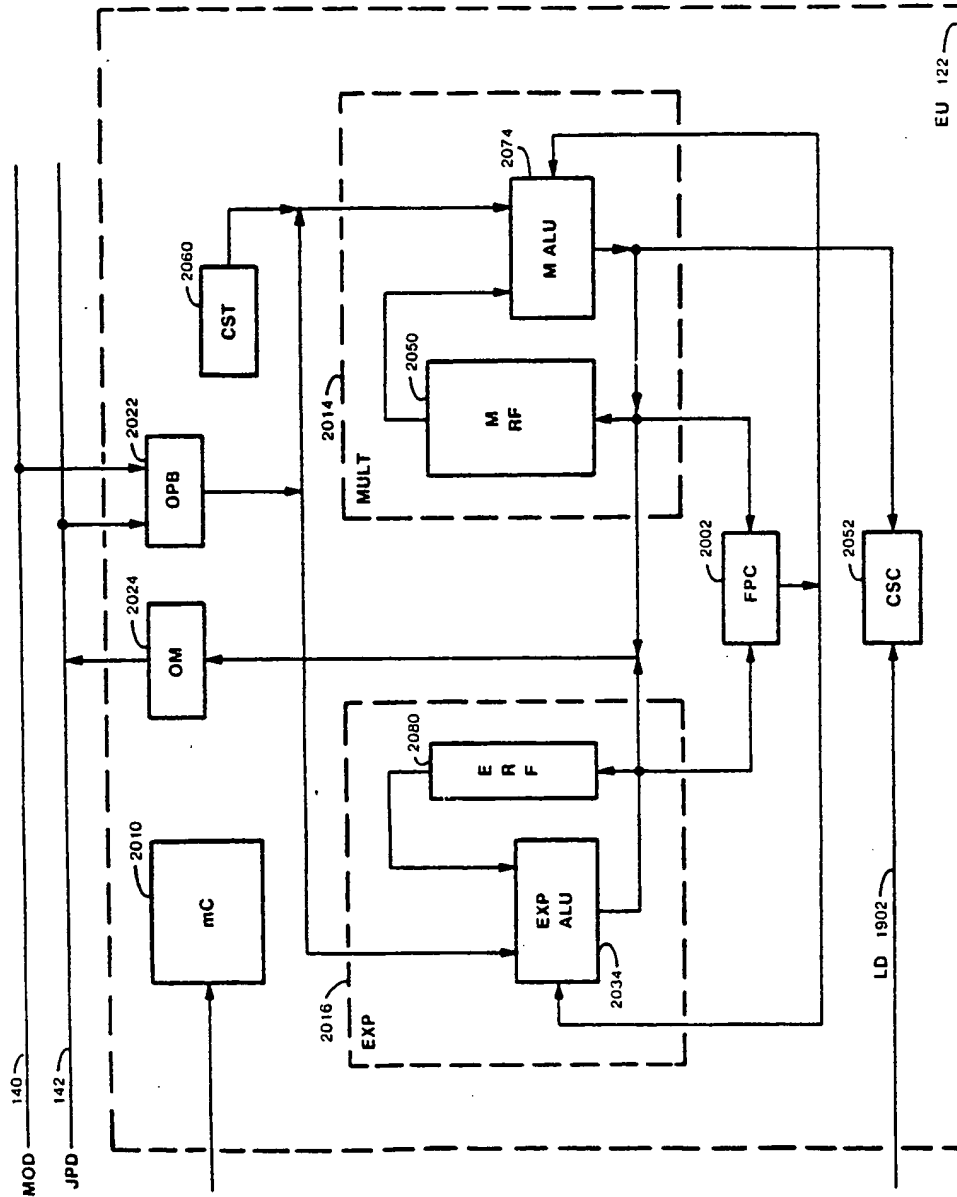 MOD 140
JPD 142
2010
mC
2024
OM
2022
OPB
2060
CST
2016
EXP
EXP
ALU
2034
2080
E
R
F
2014
MULT
2050
M
RF
2074
M ALU
2002
FPC
2052
CSC
LD 1902
EU 122